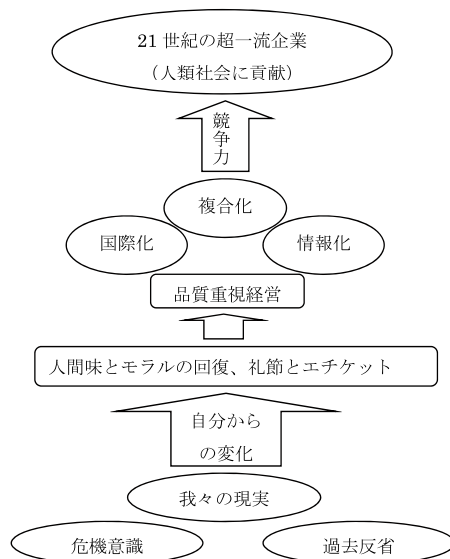 21 世紀の超一流企業
（人類社会に貢献）
競争力
複合化
国際化
情報化
品質重視経営
人間味とモラルの回復、礼節とエチケット
自分から
の変化
我々の現実
危機意識
過去反省